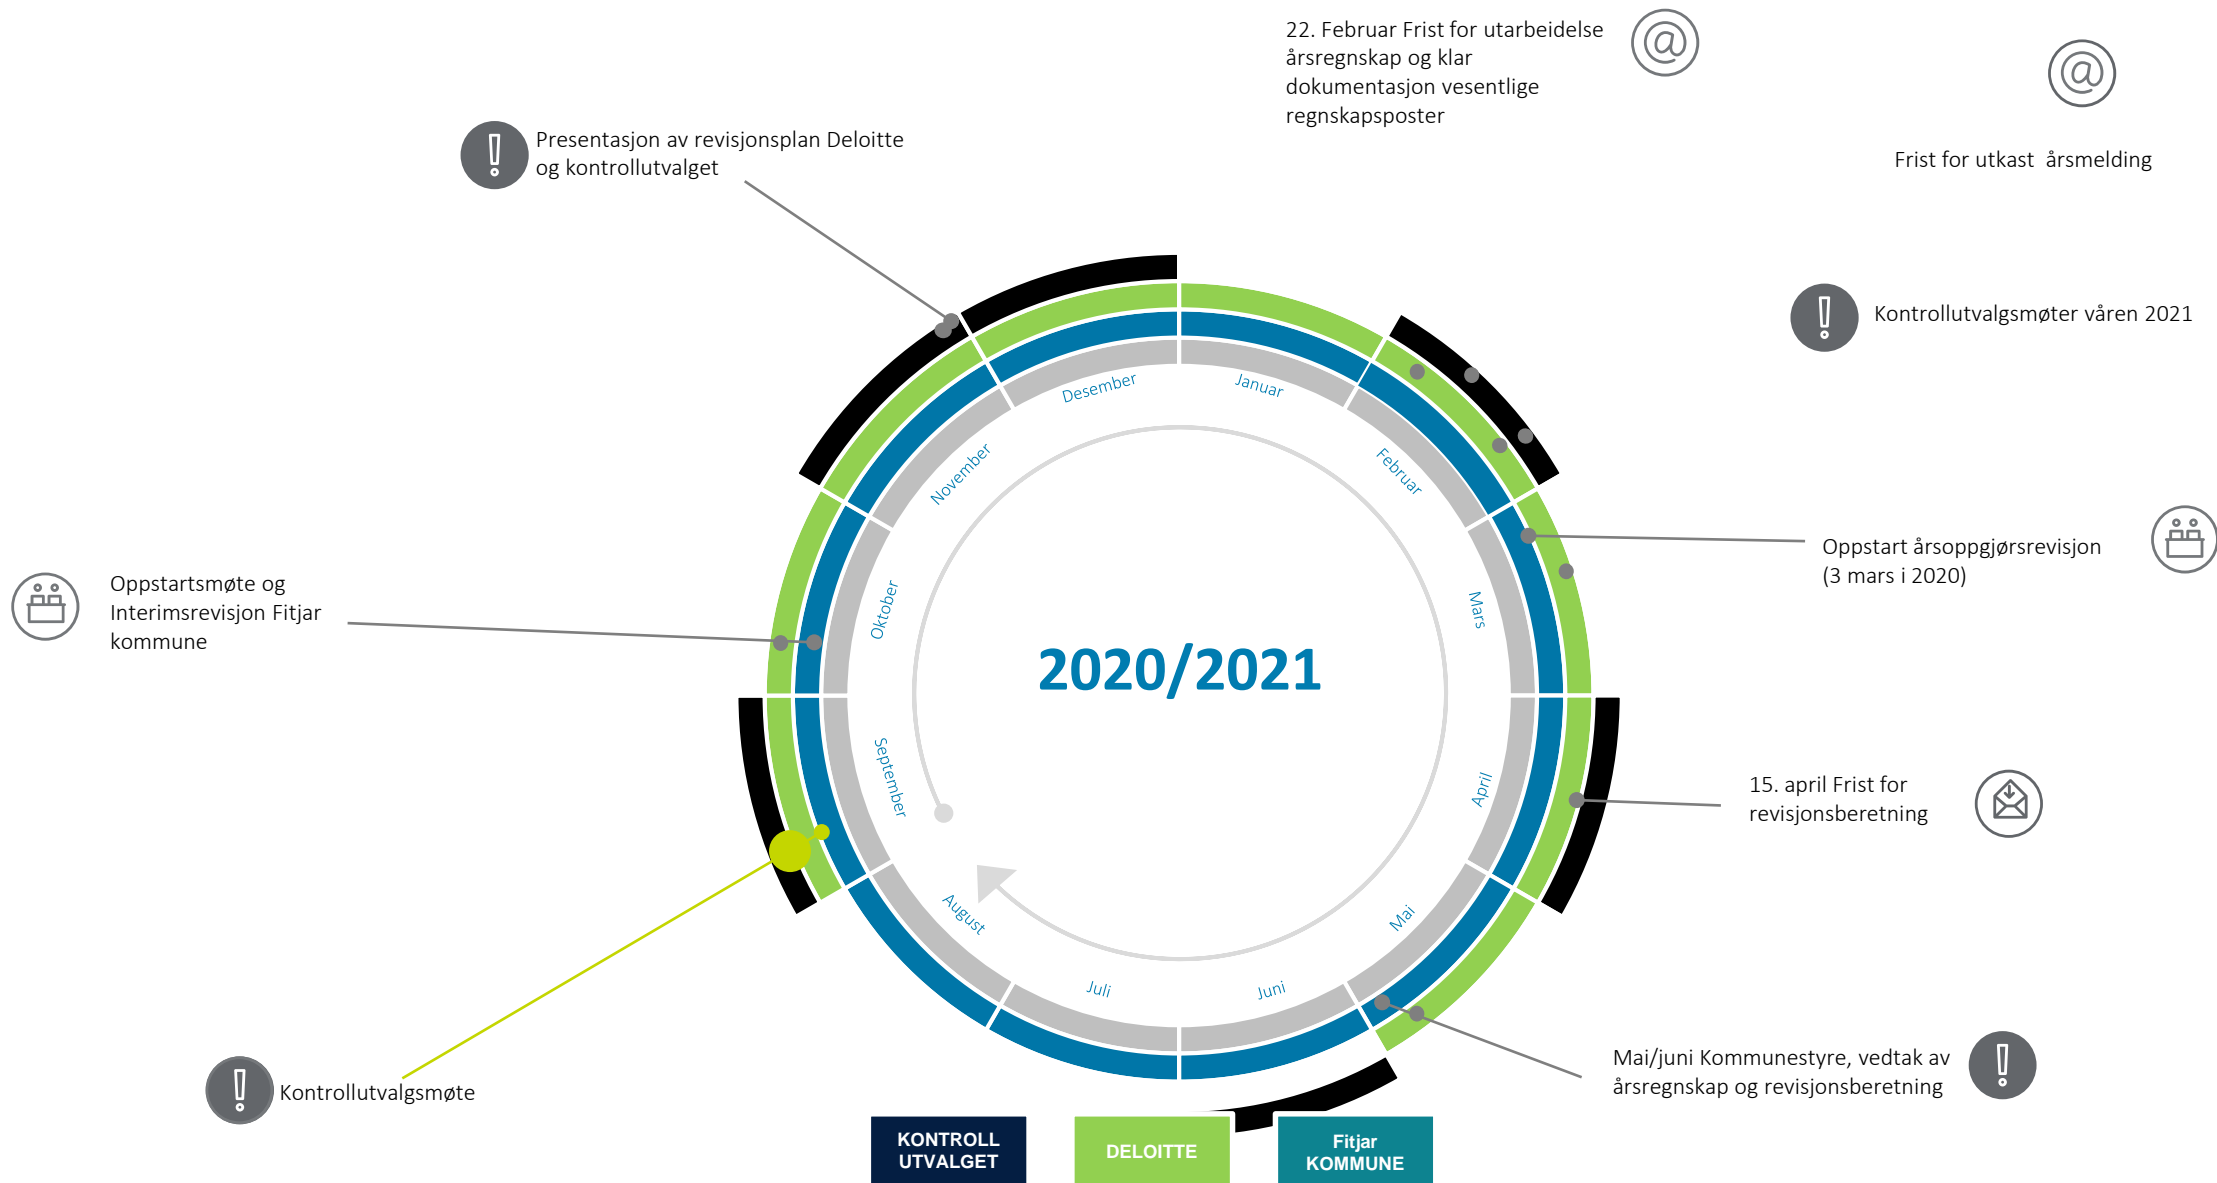 22. Februar Frist for utarbeidelse
årsregnskap og klar
dokumentasjon vesentlige
regnskapsposter
Frist for utkast  årsmelding
Presentasjon av revisjonsplan Deloitte
og kontrollutvalget
Kontrollutvalgsmøter våren 2021
Desember
Januar
November
Februar
Oppstart årsoppgjørsrevisjon
(3 mars i 2020)
Oppstartsmøte og
Interimsrevisjon Fitjar
kommune
Oktober
Mars
2020/2021
September
April
15. april Frist for
revisjonsberetning
August
Mai
Juli
Juni
Mai/juni Kommunestyre, vedtak av
årsregnskap og revisjonsberetning
Kontrollutvalgsmøte
KONTROLL
UTVALGET
DELOITTE
Fitjar
KOMMUNE